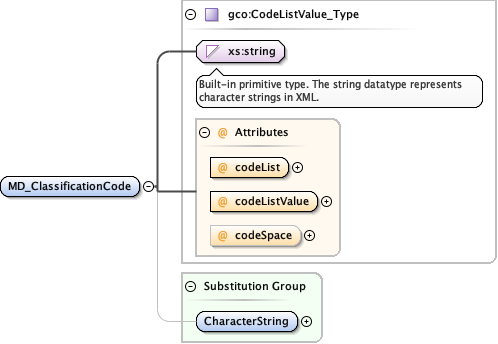 gco:CodeListValue_Type
xs:string
Built-in primitive type. The string datatype represents
character strings in XML.
@ Attributes
@ codeList
MD_ClassificationCode
@ codeListValue
@ codeSpace
Substitution Group
CharacterString